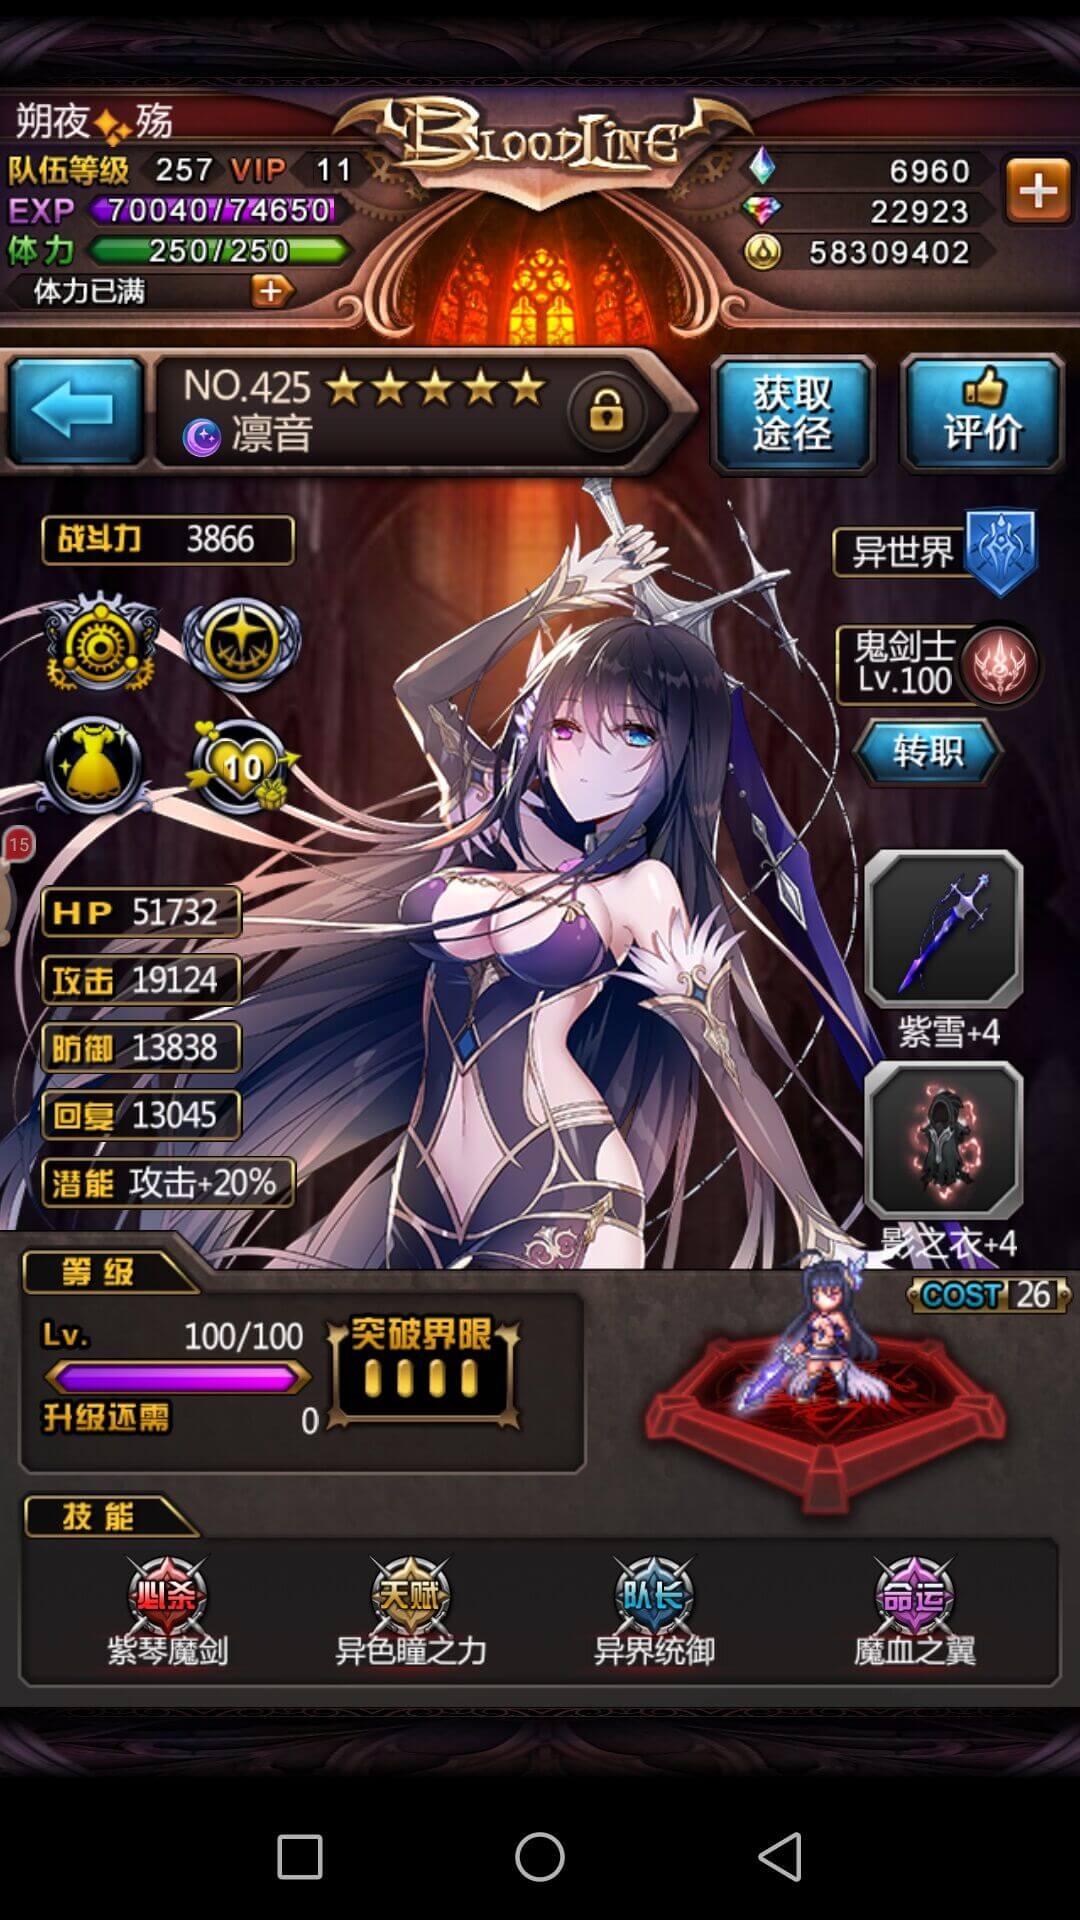 朔夜✨殇
BLOODLINE
队伍等级 257 VIP 11
6960
EXP 70040/74650
22923
体力 250/250
58309402
体力已满
NO.425 ★★★★★
凛音
获取
途径
评价
战斗力 3866
异世界
鬼剑士
Lv.100
转职
10
15
HP 51732
攻击 19124
防御 13838
回复 13045
潜能 攻击+20%
紫雪+4
影之衣+4
等级
COST 26
Lv. 100/100
突破界限
升级还需 0
技能
必杀
天赋
队长
命运
紫琴魔剑
异色瞳之力
异界统御
魔血之翼